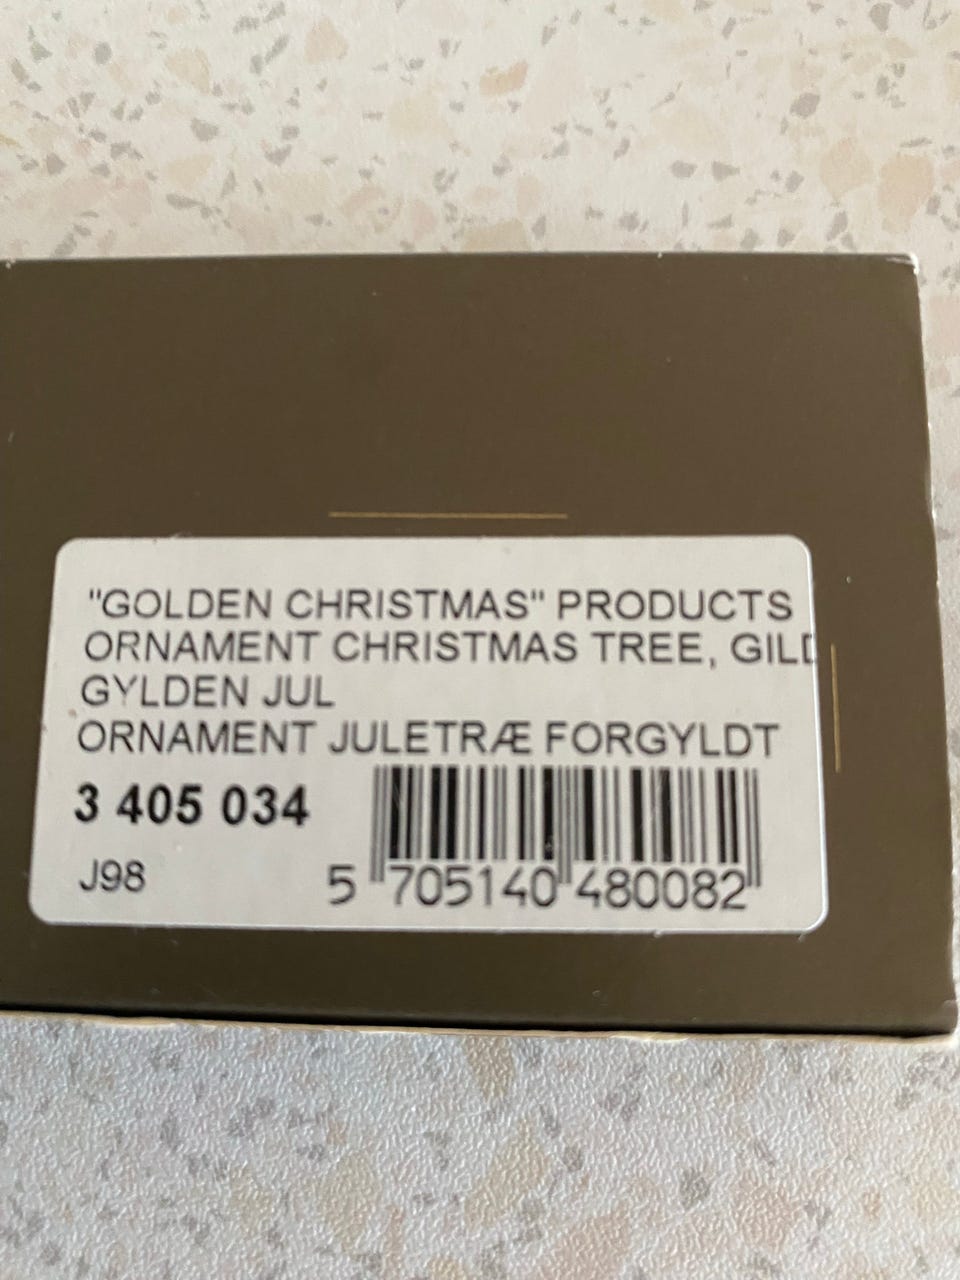 "GOLDEN CHRISTMAS" PRODUCTS
ORNAMENT CHRISTMAS TREE, GILD
GYLDEN JUL
ORNAMENT JULETRÆ FORGYLDT
3 405 034
J98
5 705140 480082